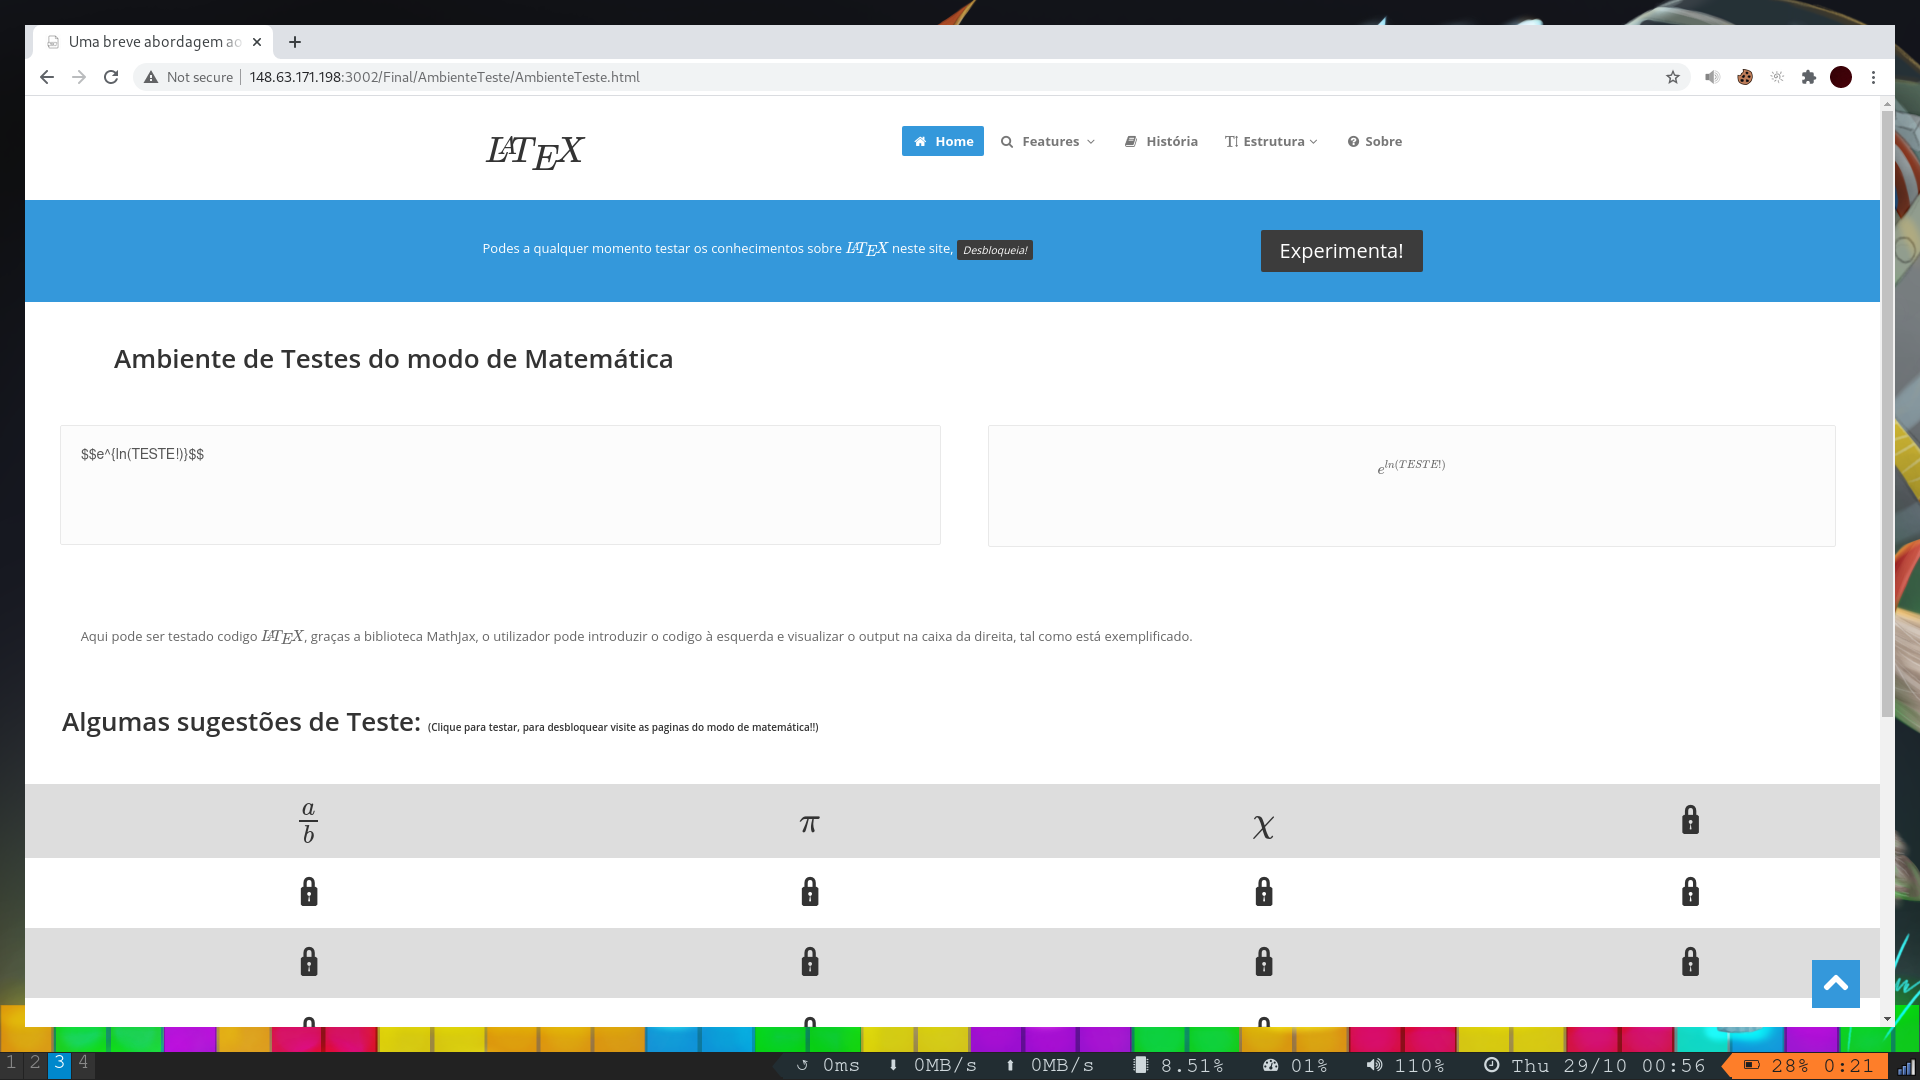 Uma breve abordagem ao
Not secure | 148.63.171.198:3002/Final/AmbienteTeste/AmbienteTeste.html
LATEX
Home Features História T! Estrutura Sobre
Podes a qualquer momento testar os conhecimentos sobre LATEX neste site, Desbloqueia!
Experimenta!
Ambiente de Testes do modo de Matemática
$$e^{ln(TESTE!)}$$
e^{ln(TESTE!)}
Aqui pode ser testado codigo LATEX, graças a biblioteca MathJax, o utilizador pode introduzir o codigo à esquerda e visualizar o output na caixa da direita, tal como está exemplificado.
Algumas sugestões de Teste: (Clique para testar, para desbloquear visite as paginas do modo de matemática!!)
a/b π χ
1 2 3 4 0ms 0MB/s 0MB/s 8.51% 01% 110% Thu 29/10 00:56 28% 0:21